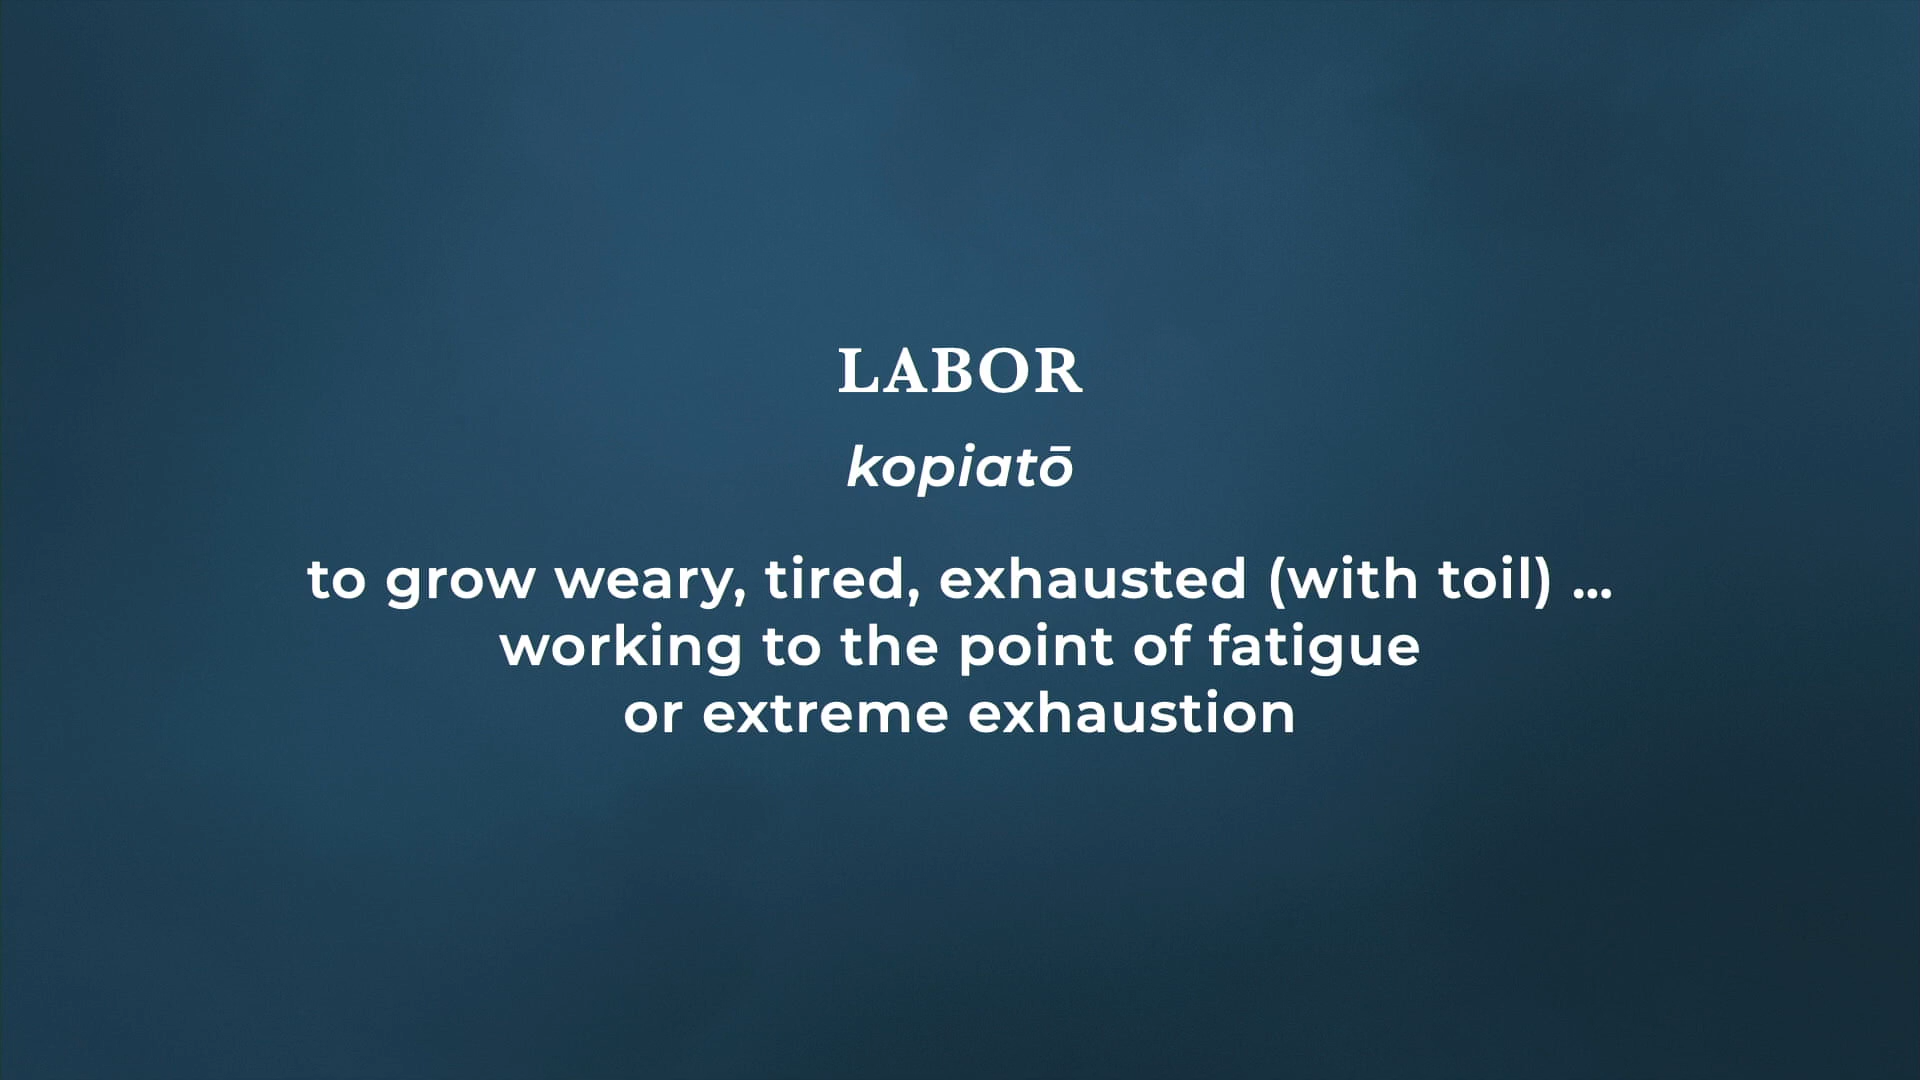 LABOR
kopiatō
to grow weary, tired, exhausted (with toil) ...
working to the point of fatigue
or extreme exhaustion